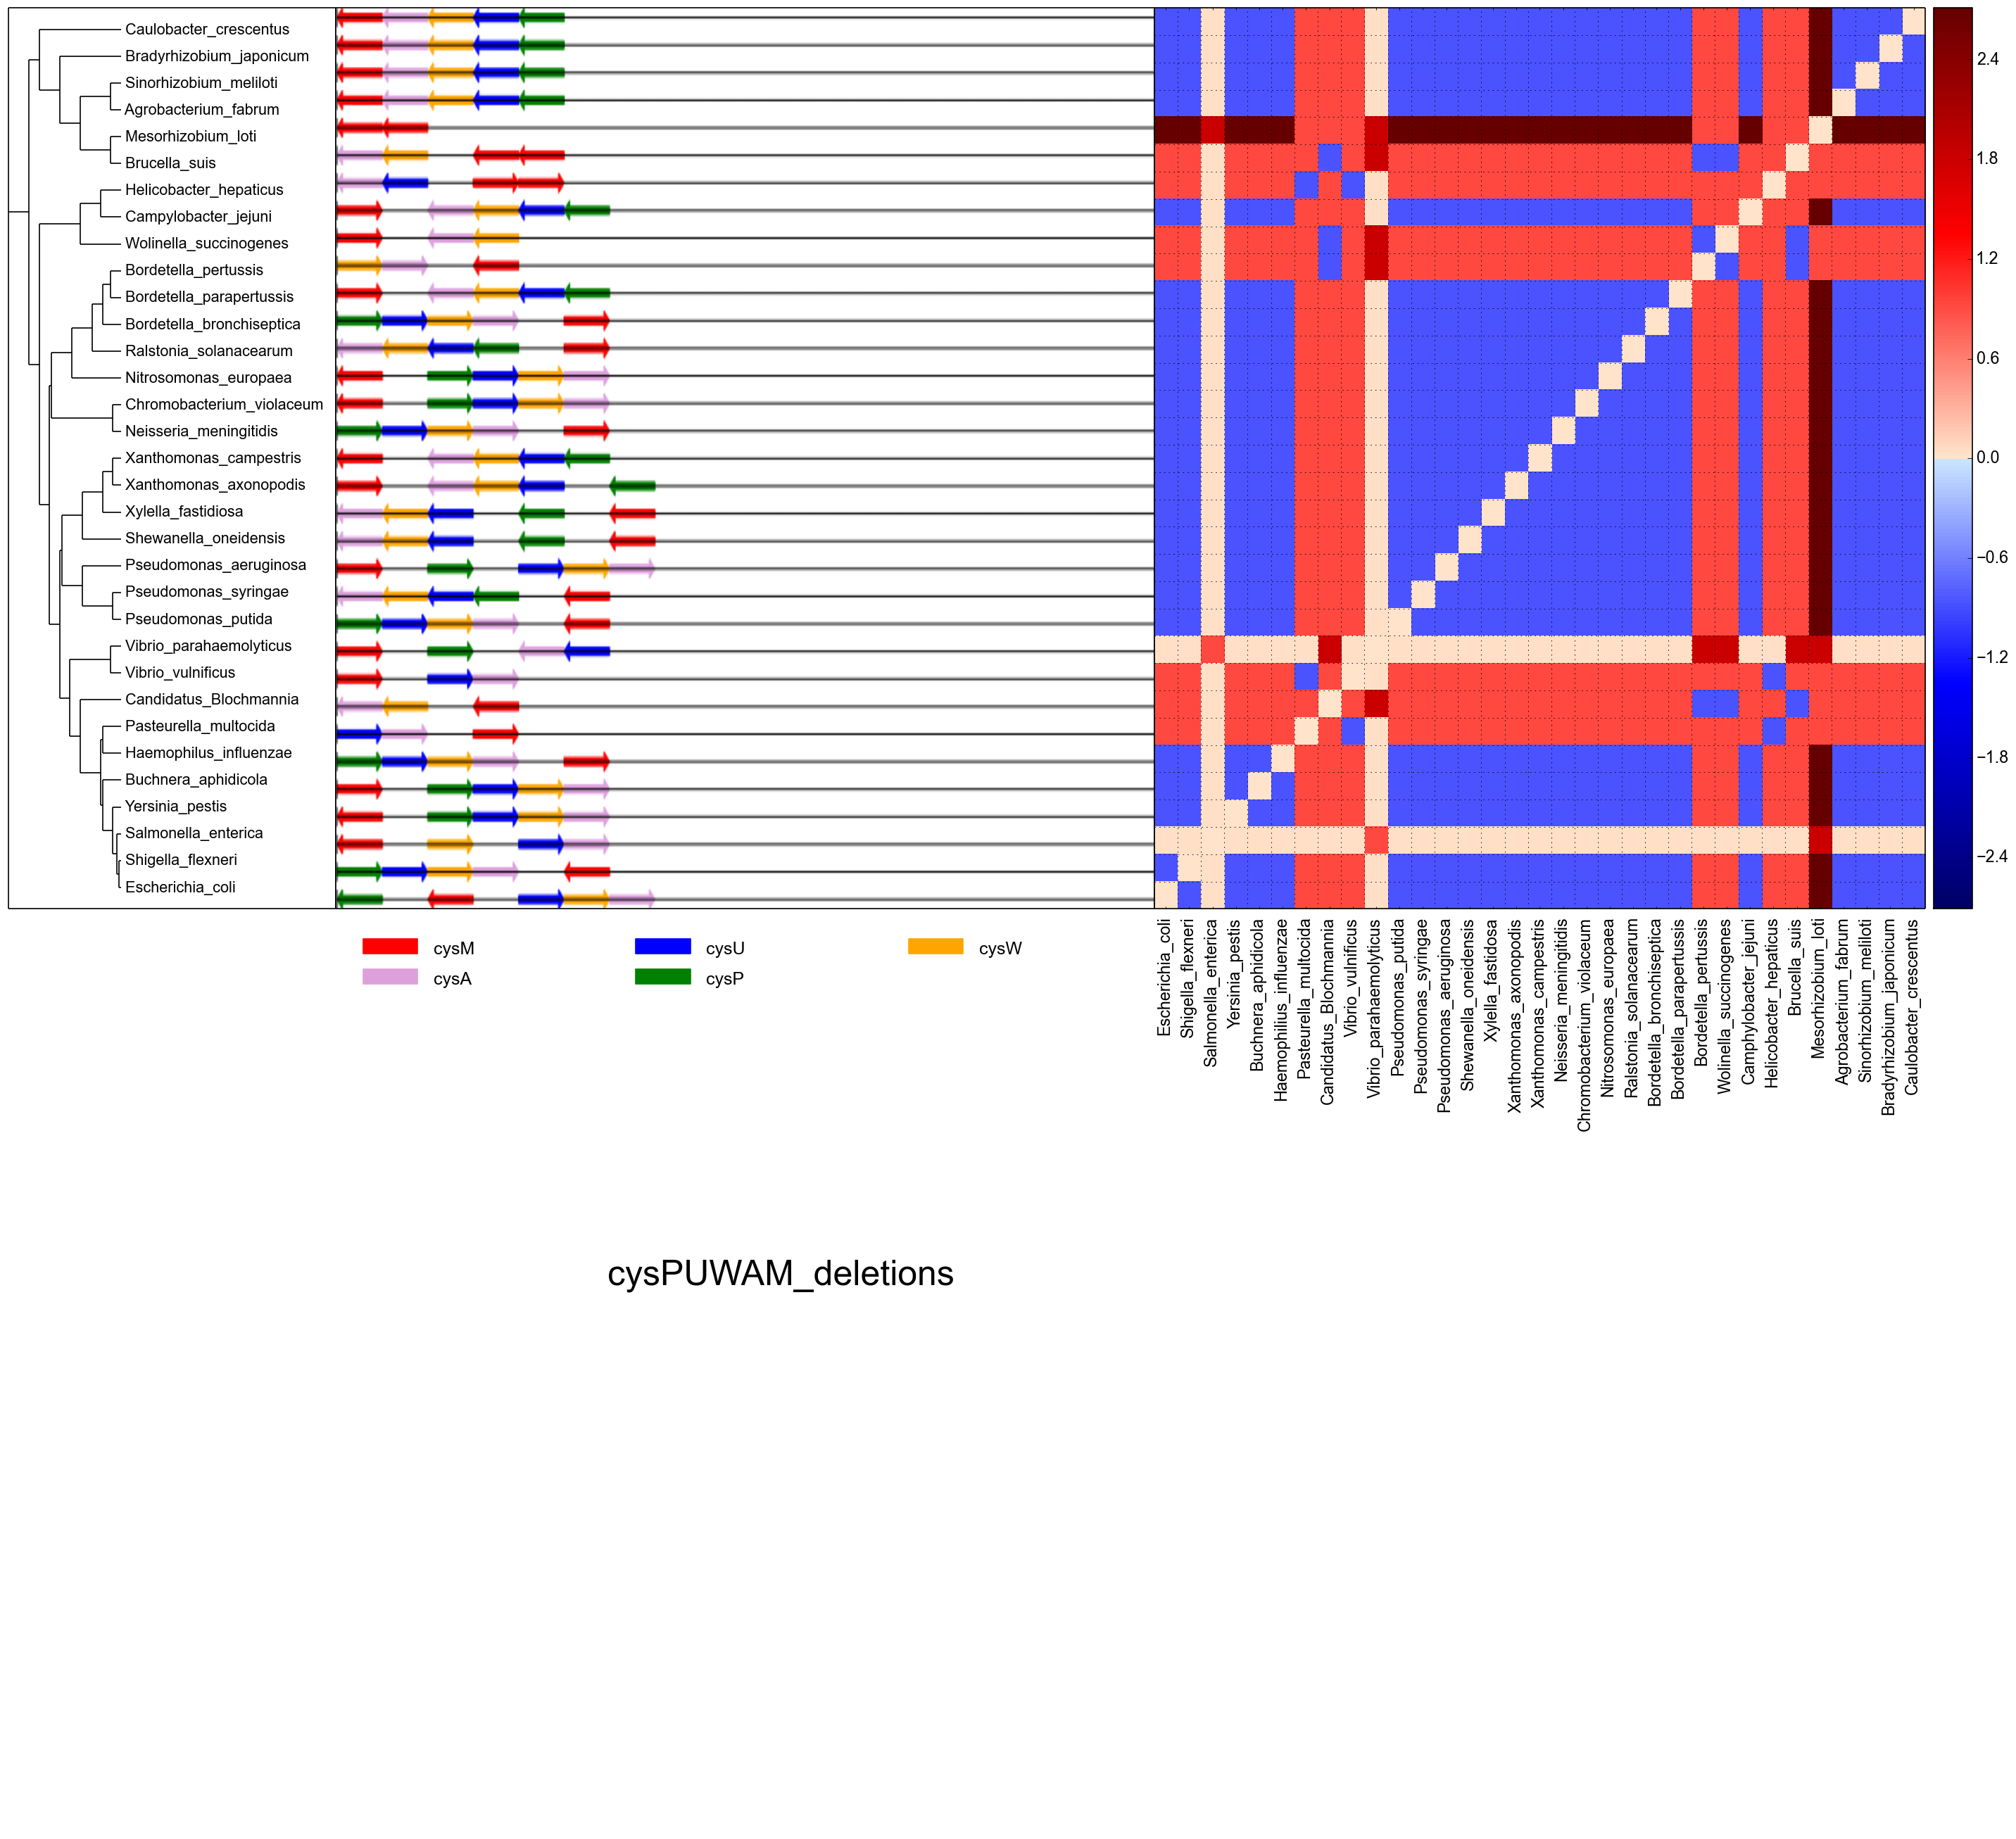 Caulobacter_crescentus
Bradyrhizobium_japonicum
Sinorhizobium_meliloti
Agrobacterium_fabrum
Mesorhizobium_loti
Brucella_suis
Helicobacter_hepaticus
Campylobacter_jejuni
Wolinella_succinogenes
Bordetella_pertussis
Bordetella_parapertussis
Bordetella_bronchiseptica
Ralstonia_solanacearum
Nitrosomonas_europaea
Chromobacterium_violaceum
Neisseria_meningitidis
Xanthomonas_campestris
Xanthomonas_axonopodis
Xylella_fastidiosa
Shewanella_oneidensis
Pseudomonas_aeruginosa
Pseudomonas_syringae
Pseudomonas_putida
Vibrio_parahaemolyticus
Vibrio_vulnificus
Candidatus_Blochmannia
Pasteurella_multocida
Haemophilus_influenzae
Buchnera_aphidicola
Yersinia_pestis
Salmonella_enterica
Shigella_flexneri
Escherichia_coli
2.4
1.8
1.2
0.6
0.0
−0.6
−1.2
−1.8
−2.4
cysM
cysU
cysW
cysA
cysP
Escherichia_coli
Shigella_flexneri
Salmonella_enterica
Yersinia_pestis
Buchnera_aphidicola
Haemophilus_influenzae
Pasteurella_multocida
Candidatus_Blochmannia
Vibrio_vulnificus
Vibrio_parahaemolyticus
Pseudomonas_putida
Pseudomonas_syringae
Pseudomonas_aeruginosa
Shewanella_oneidensis
Xylella_fastidosa
Xanthomonas_axonopodis
Xanthomonas_campestris
Neisseria_meningitidis
Chromobacterium_violaceum
Nitrosomonas_europaea
Ralstonia_solanacearum
Bordetella_bronchiseptica
Bordetella_parapertussis
Bordetella_pertussis
Wolinella_succinogenes
Camphylobacter_jejuni
Helicobacter_hepaticus
Brucella_suis
Mesorhizobium_loti
Agrobacterium_fabrum
Sinorhizobium_meliloti
Bradyrhizobium_japonicum
Caulobacter_crescentus
cysPUWAM_deletions